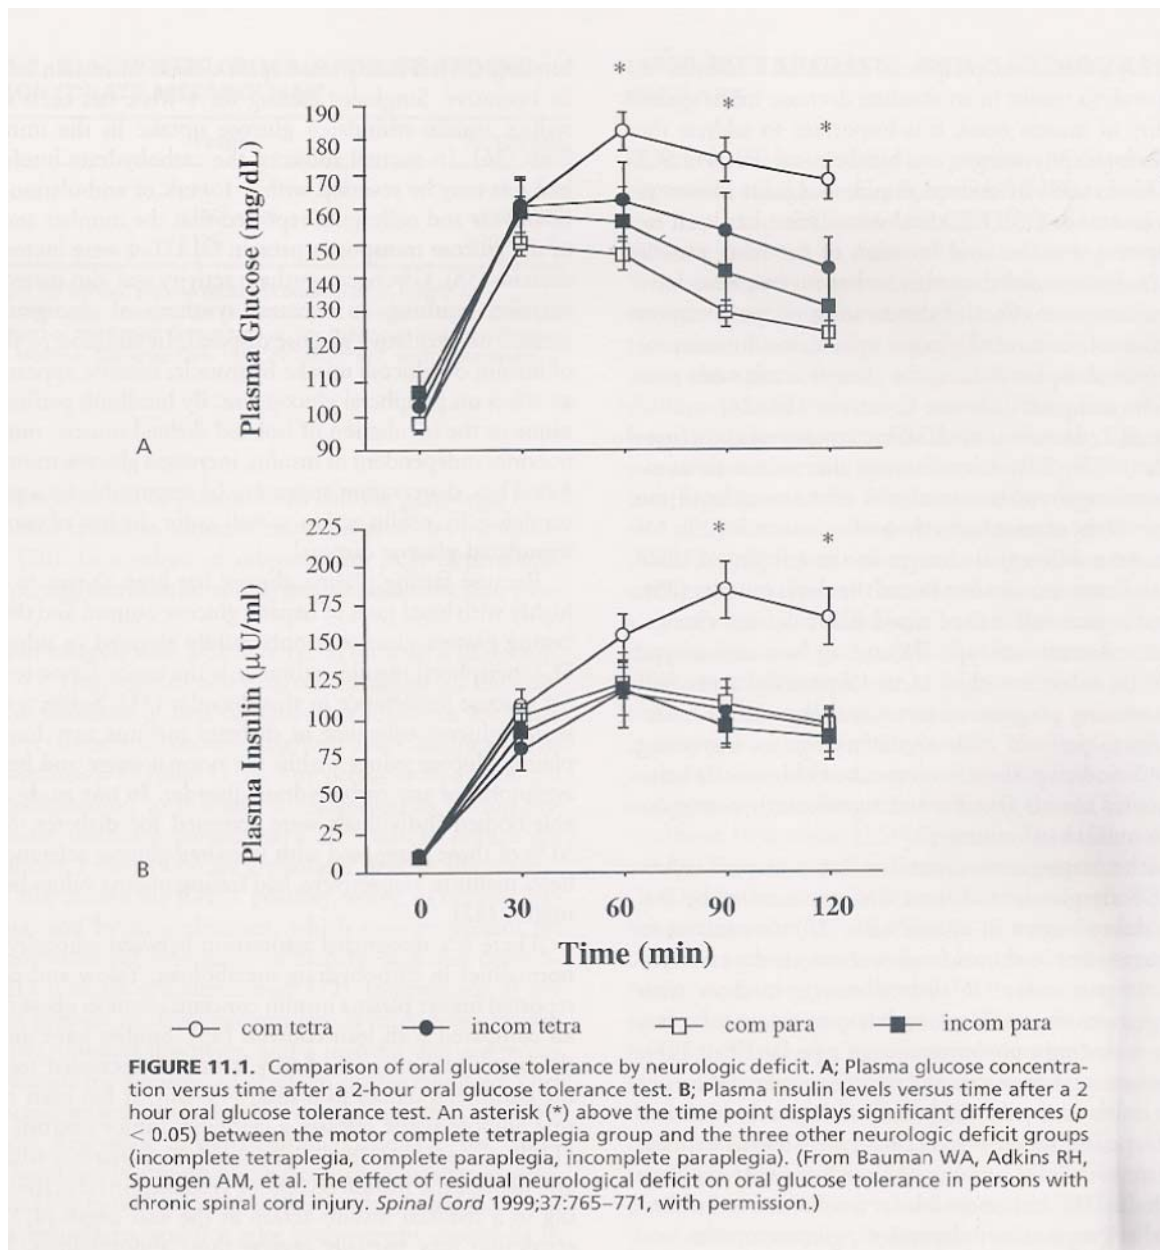 *
*
*
190
180
170
160
150
140
130
120
110
100
90
Plasma Glucose (mg/dL)
A
*
*
225
200
175
150
125
100
75
50
25
0
Plasma Insulin (μU/ml)
B
0 30 60 90 120
Time (min)
com tetra incom tetra com para incom para
FIGURE 11.1. Comparison of oral glucose tolerance by neurologic deficit. A; Plasma glucose concentra-
tion versus time after a 2-hour oral glucose tolerance test. B; Plasma insulin levels versus time after a 2
hour oral glucose tolerance test. An asterisk (*) above the time point displays significant differences (p
< 0.05) between the motor complete tetraplegia group and the three other neurologic deficit groups
(incomplete tetraplegia, complete paraplegia, incomplete paraplegia). (From Bauman WA, Adkins RH,
Spungen AM, et al. The effect of residual neurological deficit on oral glucose tolerance in persons with
chronic spinal cord injury. Spinal Cord 1999;37:765–771, with permission.)